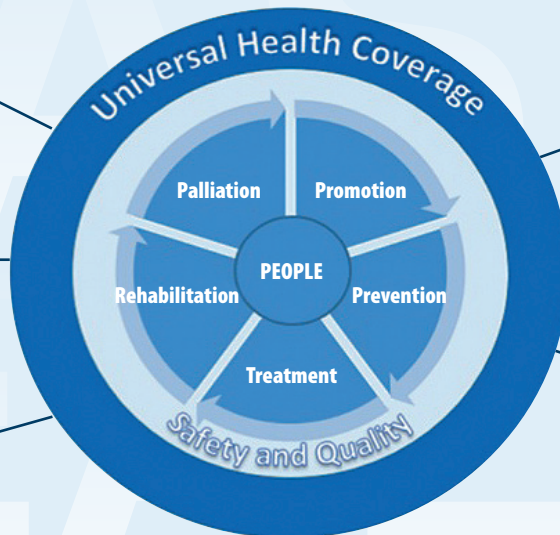 Universal Health Coverage
Palliation
Promotion
PEOPLE
Rehabilitation
Prevention
Treatment
Safety and Quality